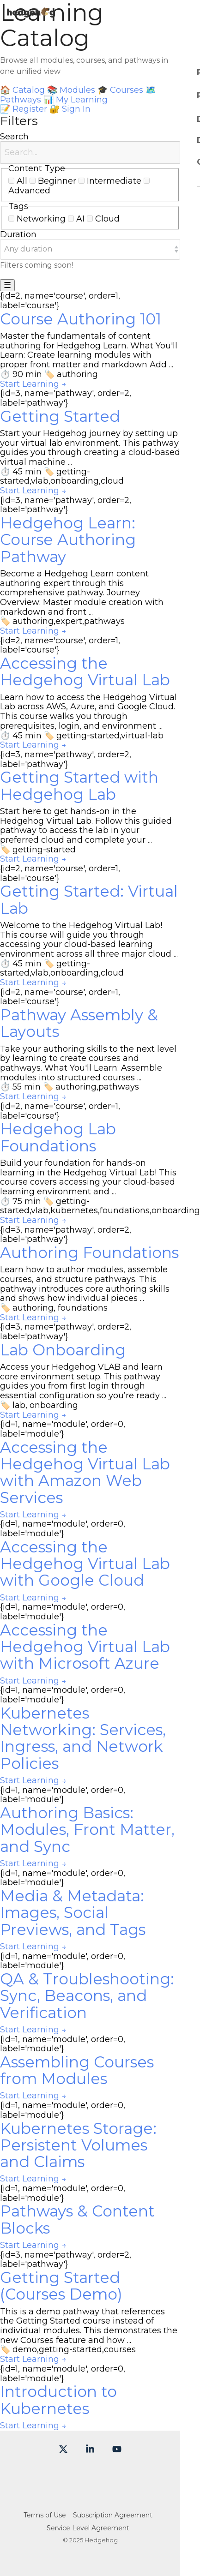 hedgehog
Learning
Catalog
Browse all modules, courses, and pathways in
one unified view
🏠 Catalog 📚 Modules 🎓 Courses 🗺️
Pathways 📊 My Learning
📝 Register 🔐 Sign In
Filters
Search
Search...
Content Type
All Beginner Intermediate
Advanced
Tags
Networking AI Cloud
Duration
Any duration
Filters coming soon!
☰
{id=2, name='course', order=1,
label='course'}
Course Authoring 101
Master the fundamentals of content
authoring for Hedgehog Learn. What You'll
Learn: Create learning modules with
proper front matter and markdown Add ...
⏱️ 90 min 🏷️ authoring
Start Learning →
{id=3, name='pathway', order=2,
label='pathway'}
Getting Started
Start your Hedgehog journey by setting up
your virtual lab environment. This pathway
guides you through creating a cloud-based
virtual machine ...
⏱️ 45 min 🏷️ getting-
started,vlab,onboarding,cloud
Start Learning →
{id=3, name='pathway', order=2,
label='pathway'}
Hedgehog Learn:
Course Authoring
Pathway
Become a Hedgehog Learn content
authoring expert through this
comprehensive pathway. Journey
Overview: Master module creation with
markdown and front ...
🏷️ authoring,expert,pathways
Start Learning →
{id=2, name='course', order=1,
label='course'}
Accessing the
Hedgehog Virtual Lab
Learn how to access the Hedgehog Virtual
Lab across AWS, Azure, and Google Cloud.
This course walks you through
prerequisites, login, and environment ...
⏱️ 45 min 🏷️ getting-started,virtual-lab
Start Learning →
{id=3, name='pathway', order=2,
label='pathway'}
Getting Started with
Hedgehog Lab
Start here to get hands-on in the
Hedgehog Virtual Lab. Follow this guided
pathway to access the lab in your
preferred cloud and complete your ...
🏷️ getting-started
Start Learning →
{id=2, name='course', order=1,
label='course'}
Getting Started: Virtual
Lab
Welcome to the Hedgehog Virtual Lab!
This course will guide you through
accessing your cloud-based learning
environment across all three major cloud ...
⏱️ 45 min 🏷️ getting-
started,vlab,onboarding,cloud
Start Learning →
{id=2, name='course', order=1,
label='course'}
Pathway Assembly &
Layouts
Take your authoring skills to the next level
by learning to create courses and
pathways. What You'll Learn: Assemble
modules into structured courses ...
⏱️ 55 min 🏷️ authoring,pathways
Start Learning →
{id=2, name='course', order=1,
label='course'}
Hedgehog Lab
Foundations
Build your foundation for hands-on
learning in the Hedgehog Virtual Lab! This
course covers accessing your cloud-based
learning environment and ...
⏱️ 75 min 🏷️ getting-
started,vlab,kubernetes,foundations,onboarding
Start Learning →
{id=3, name='pathway', order=2,
label='pathway'}
Authoring Foundations
Learn how to author modules, assemble
courses, and structure pathways. This
pathway introduces core authoring skills
and shows how individual pieces ...
🏷️ authoring, foundations
Start Learning →
{id=3, name='pathway', order=2,
label='pathway'}
Lab Onboarding
Access your Hedgehog VLAB and learn
core environment setup. This pathway
guides you from first login through
essential configuration so you're ready ...
🏷️ lab, onboarding
Start Learning →
{id=1, name='module', order=0,
label='module'}
Accessing the
Hedgehog Virtual Lab
with Amazon Web
Services
Start Learning →
{id=1, name='module', order=0,
label='module'}
Accessing the
Hedgehog Virtual Lab
with Google Cloud
Start Learning →
{id=1, name='module', order=0,
label='module'}
Accessing the
Hedgehog Virtual Lab
with Microsoft Azure
Start Learning →
{id=1, name='module', order=0,
label='module'}
Kubernetes
Networking: Services,
Ingress, and Network
Policies
Start Learning →
{id=1, name='module', order=0,
label='module'}
Authoring Basics:
Modules, Front Matter,
and Sync
Start Learning →
{id=1, name='module', order=0,
label='module'}
Media & Metadata:
Images, Social
Previews, and Tags
Start Learning →
{id=1, name='module', order=0,
label='module'}
QA & Troubleshooting:
Sync, Beacons, and
Verification
Start Learning →
{id=1, name='module', order=0,
label='module'}
Assembling Courses
from Modules
Start Learning →
{id=1, name='module', order=0,
label='module'}
Kubernetes Storage:
Persistent Volumes
and Claims
Start Learning →
{id=1, name='module', order=0,
label='module'}
Pathways & Content
Blocks
Start Learning →
{id=3, name='pathway', order=2,
label='pathway'}
Getting Started
(Courses Demo)
This is a demo pathway that references
the Getting Started course instead of
individual modules. This demonstrates the
new Courses feature and how ...
🏷️ demo,getting-started,courses
Start Learning →
{id=1, name='module', order=0,
label='module'}
Introduction to
Kubernetes
Start Learning →
Terms of Use Subscription Agreement
Service Level Agreement
© 2025 Hedgehog